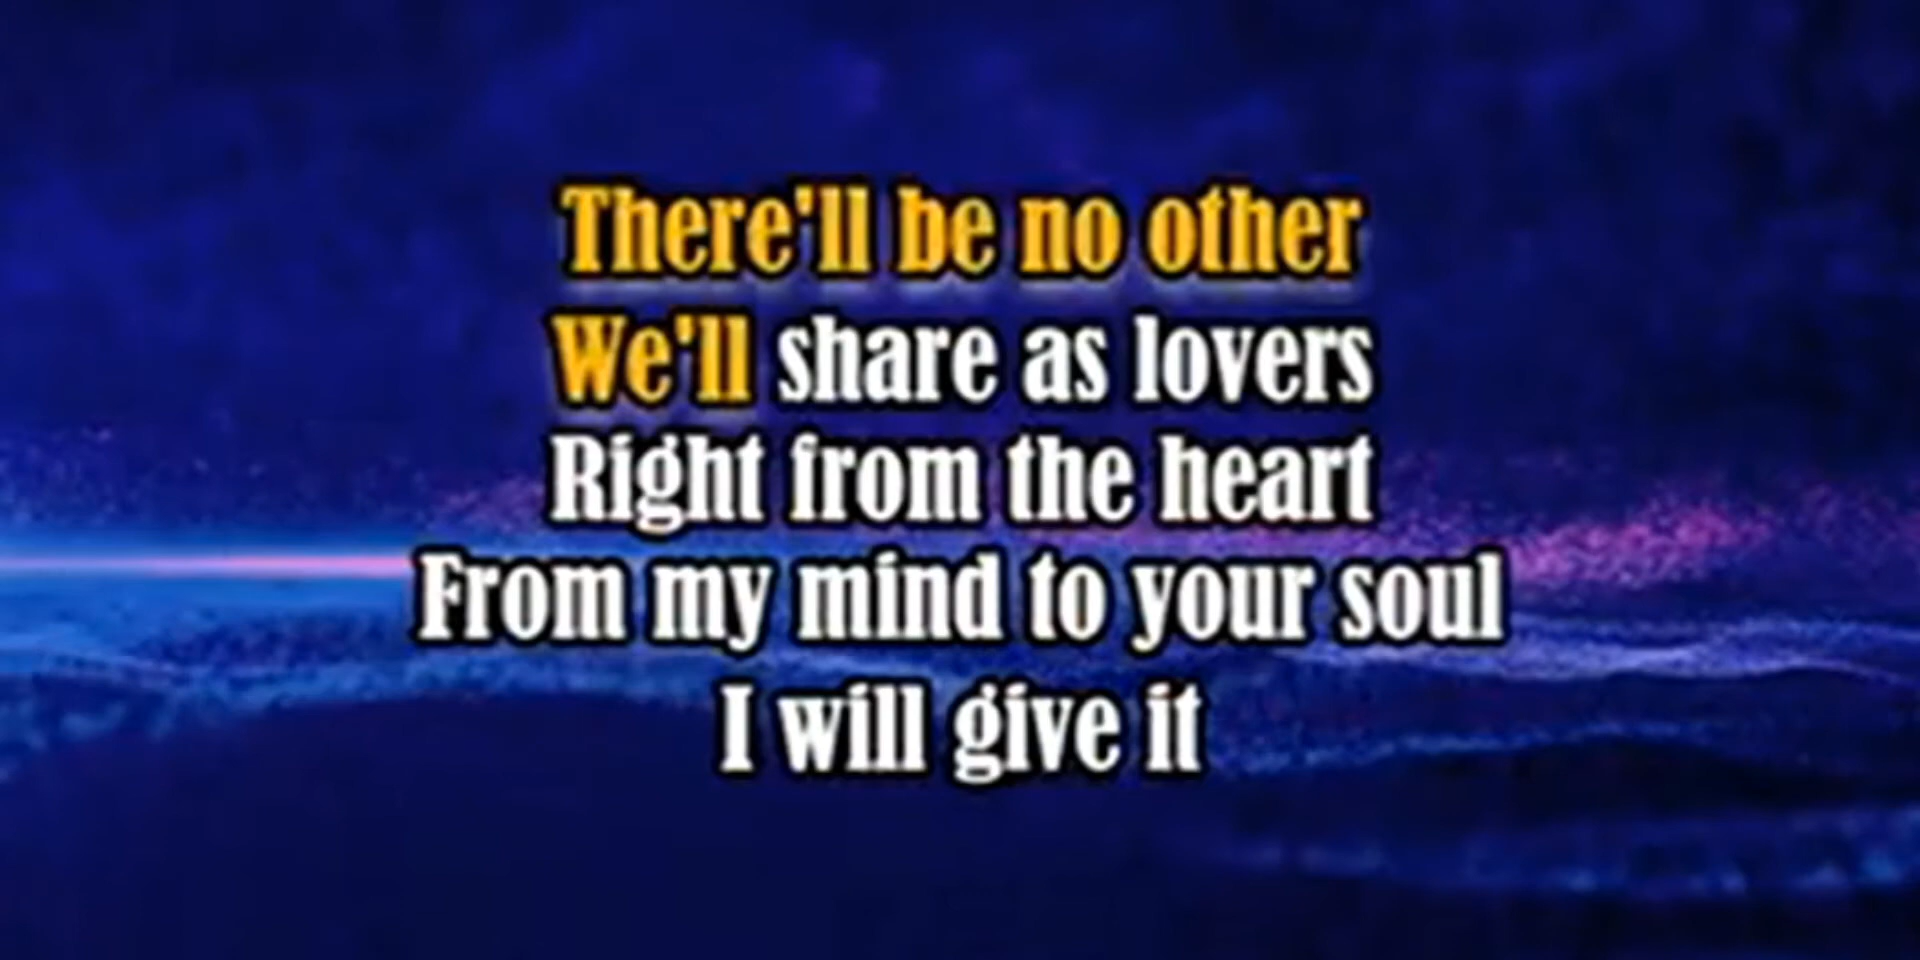 There'll be no other
We'll share as lovers
Right from the heart
From my mind to your soul
I will give it